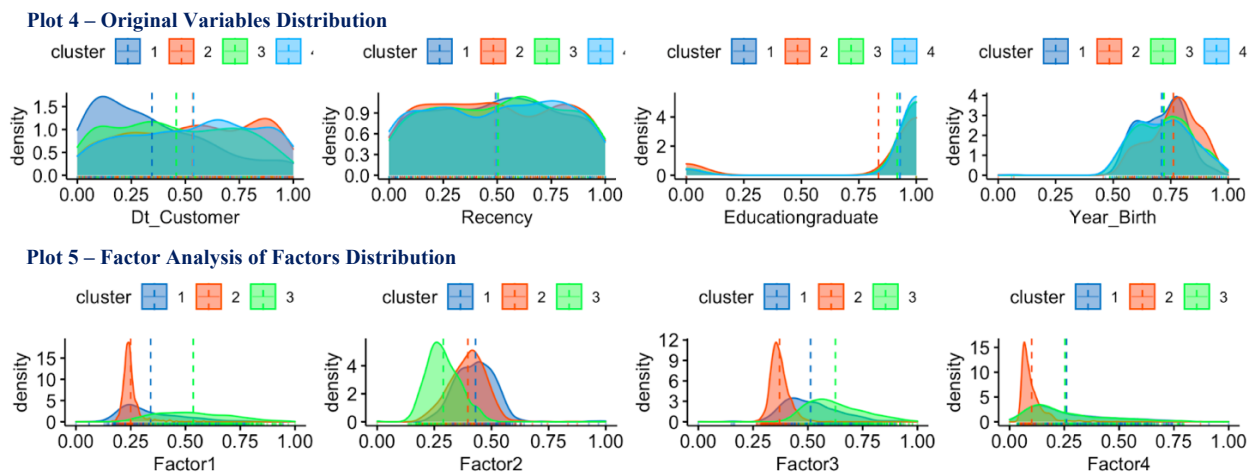 Plot 4 – Original Variables Distribution
cluster 1 2 3 4
cluster 1 2 3 4
cluster 1 2 3 4
cluster 1 2 3 4
density
1.5
1.0
0.5
0.0
0.00 0.25 0.50 0.75 1.00
Dt_Customer
density
0.9
0.6
0.3
0.0
0.00 0.25 0.50 0.75 1.00
Recency
density
4
2
0
0.00 0.25 0.50 0.75 1.00
Educationgraduate
density
4
3
2
1
0
0.00 0.25 0.50 0.75 1.00
Year_Birth
Plot 5 – Factor Analysis of Factors Distribution
cluster 1 2 3
cluster 1 2 3
cluster 1 2 3
cluster 1 2 3
density
15
10
5
0
0.00 0.25 0.50 0.75 1.00
Factor1
density
4
2
0
0.00 0.25 0.50 0.75 1.00
Factor2
density
12
9
6
3
0
0.00 0.25 0.50 0.75 1.00
Factor3
density
15
10
5
0
0.00 0.25 0.50 0.75 1.00
Factor4